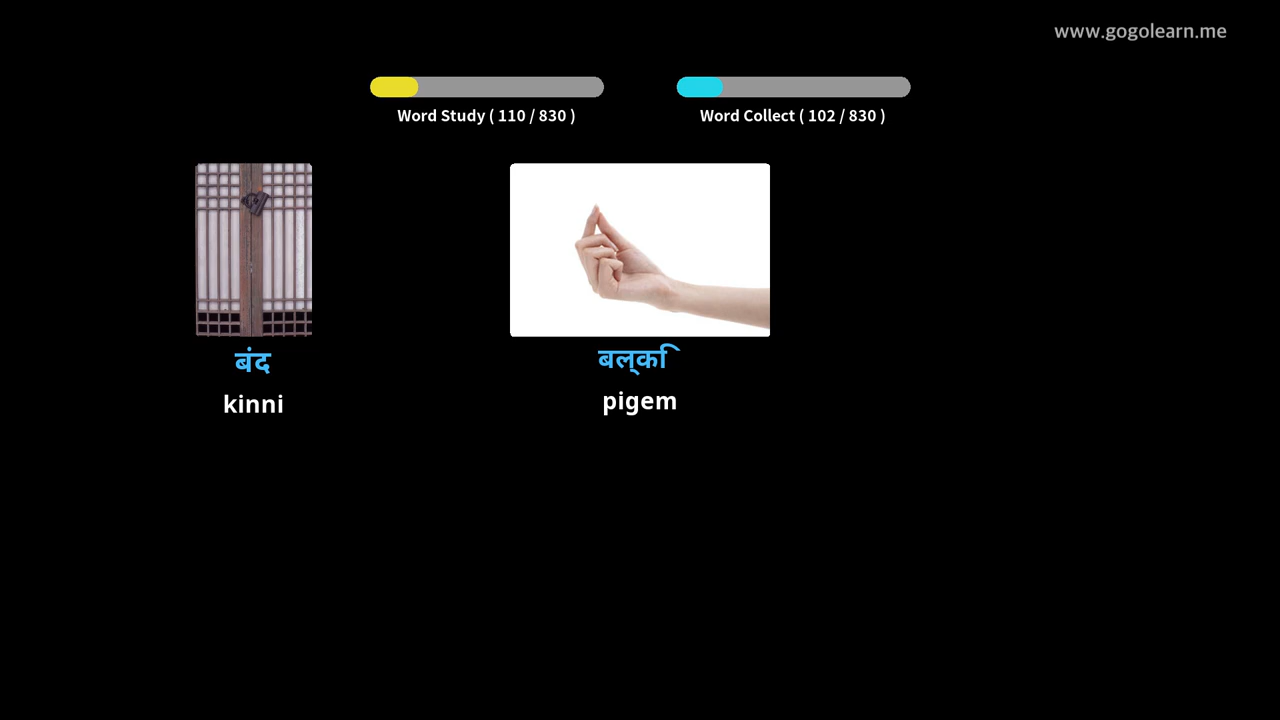 www.gogolearn.me
Word Study ( 110 / 830 )
Word Collect ( 102 / 830 )
बंद
बल्कि
kinni
pigem